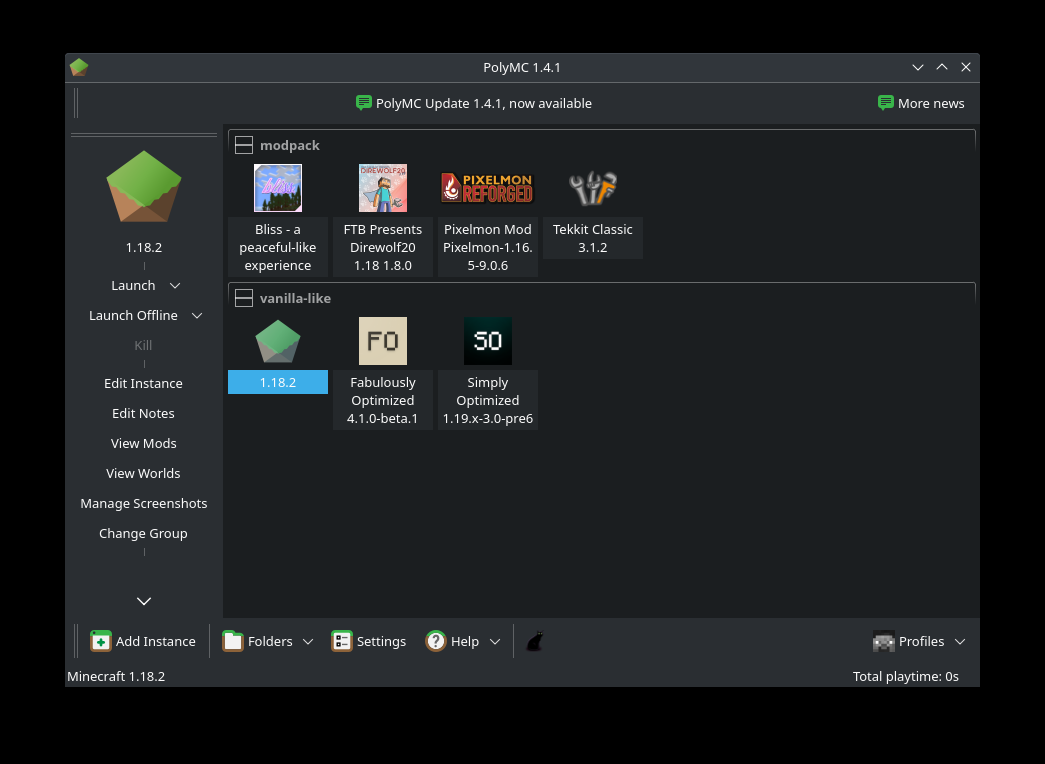 PolyMC 1.4.1
PolyMC Update 1.4.1, now available
More news
1.18.2
Launch
Launch Offline
Kill
Edit Instance
Edit Notes
View Mods
View Worlds
Manage Screenshots
Change Group
modpack
bliss
DIREWOLF20
PIXELMON
REFORGED
Bliss - a
peaceful-like
experience
FTB Presents
Direwolf20
1.18 1.8.0
Pixelmon Mod
Pixelmon-1.16.
5-9.0.6
Tekkit Classic
3.1.2
vanilla-like
FO
SO
1.18.2
Fabulously
Optimized
4.1.0-beta.1
Simply
Optimized
1.19.x-3.0-pre6
Add Instance
Folders
Settings
Help
Profiles
Minecraft 1.18.2
Total playtime: 0s